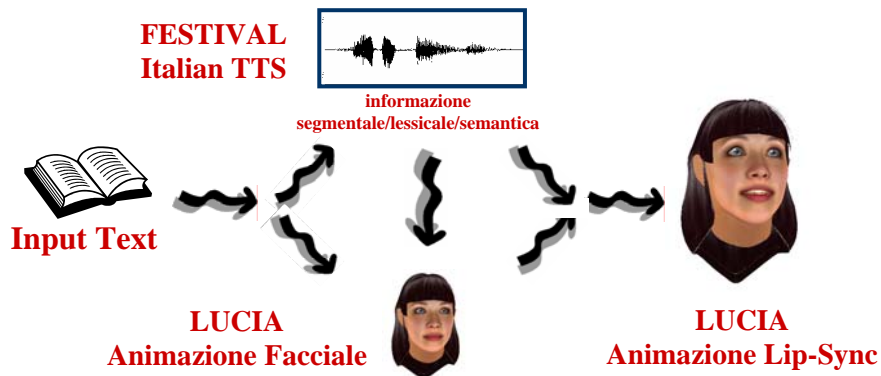 FESTIVAL
Italian TTS
informazione
segmentale/lessicale/semantica
Input Text
LUCIA
Animazione Facciale
LUCIA
Animazione Lip-Sync